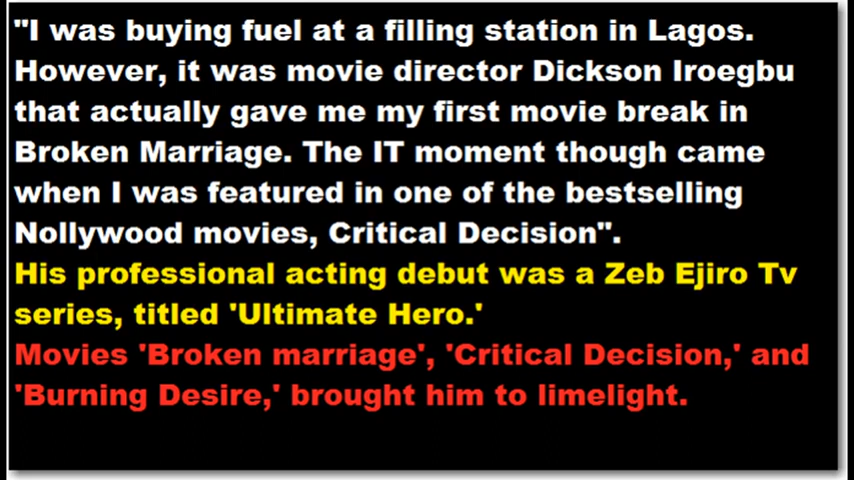 "I was buying fuel at a filling station in Lagos.
However, it was movie director Dickson Iroegbu
that actually gave me my first movie break in
Broken Marriage. The IT moment though came
when I was featured in one of the bestselling
Nollywood movies, Critical Decision".
His professional acting debut was a Zeb Ejiro Tv
series, titled 'Ultimate Hero.'
Movies 'Broken marriage', 'Critical Decision,' and
'Burning Desire,' brought him to limelight.